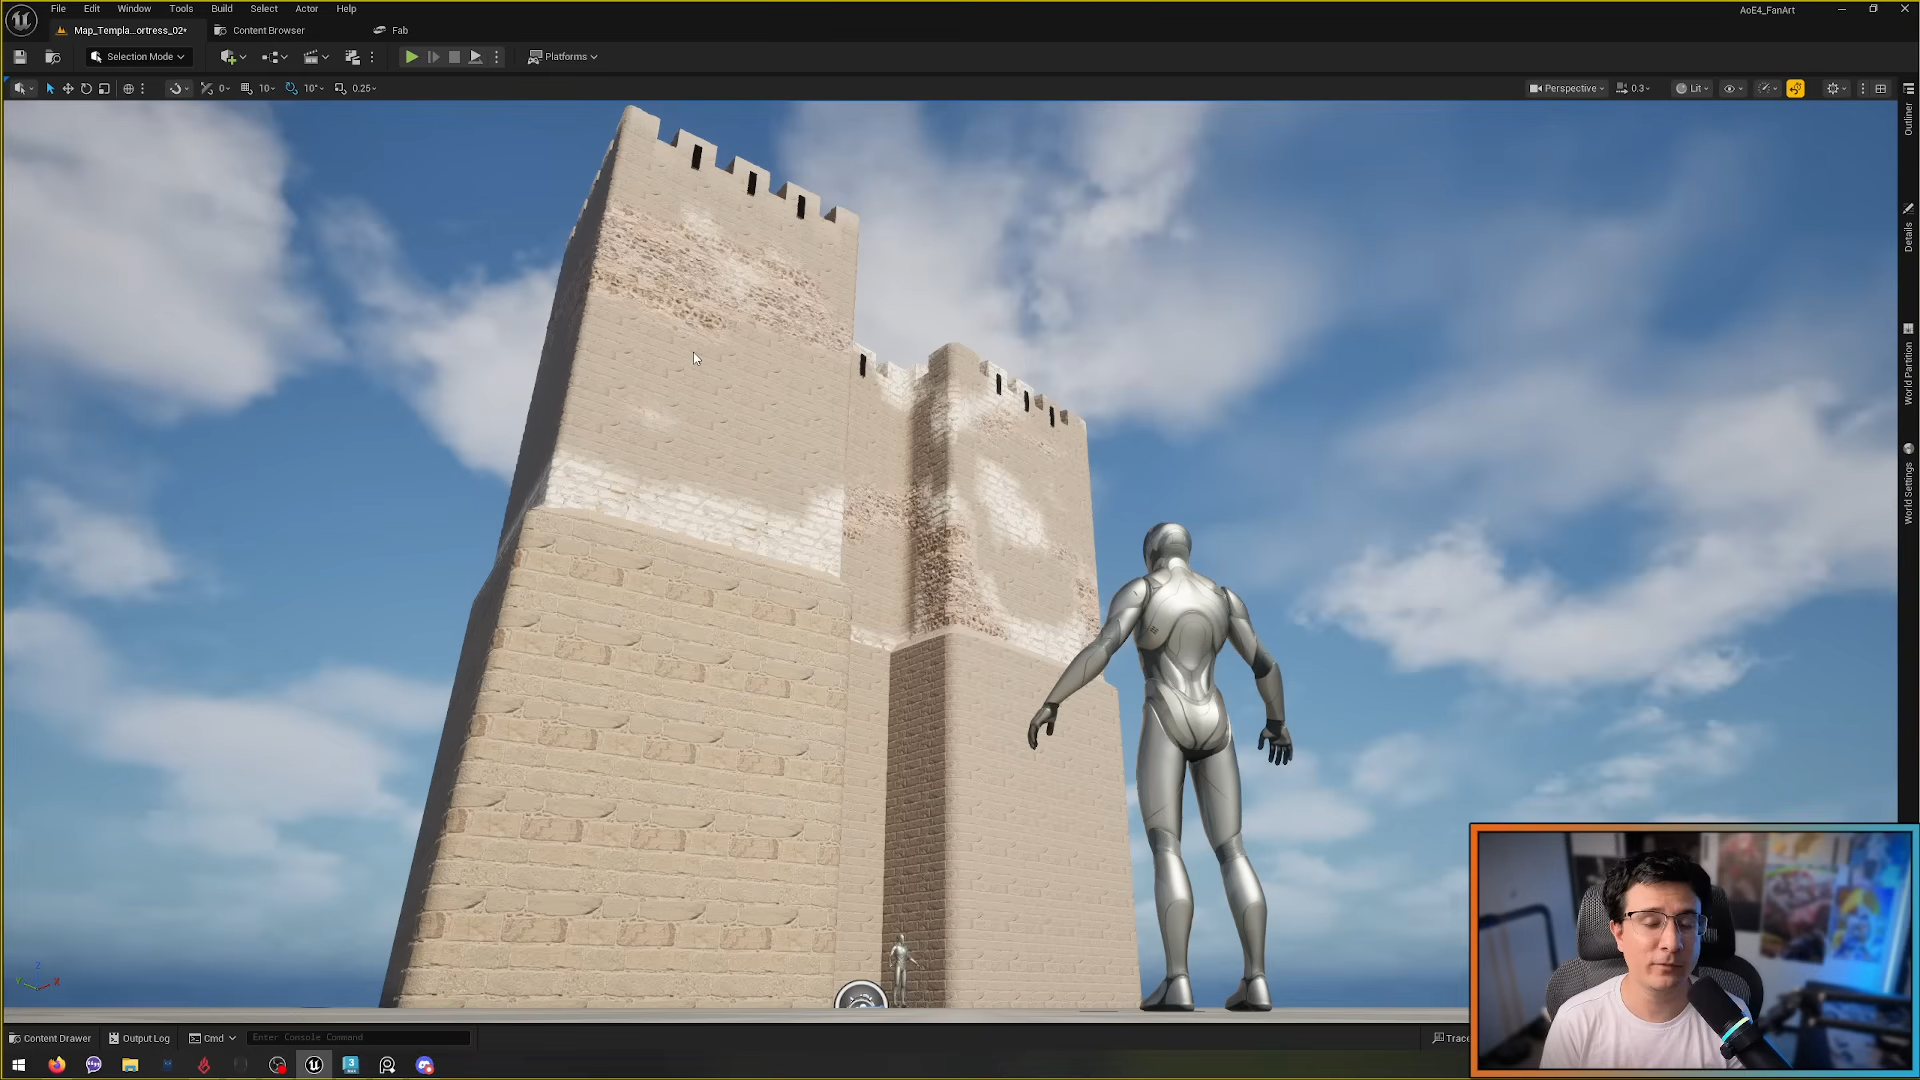 File Edit Window Tools Build Select Actor Help
AoE4_FanArt
Map_Templa...ortress_02*
Content Browser
Fab
Selection Mode
Platforms
0
10
10°
0.25
Perspective
0.3
Lit
Outliner
Details
World Partition
World Settings
Z
Y
X
Content Drawer
Output Log
Cmd
Enter Console Command
Trace